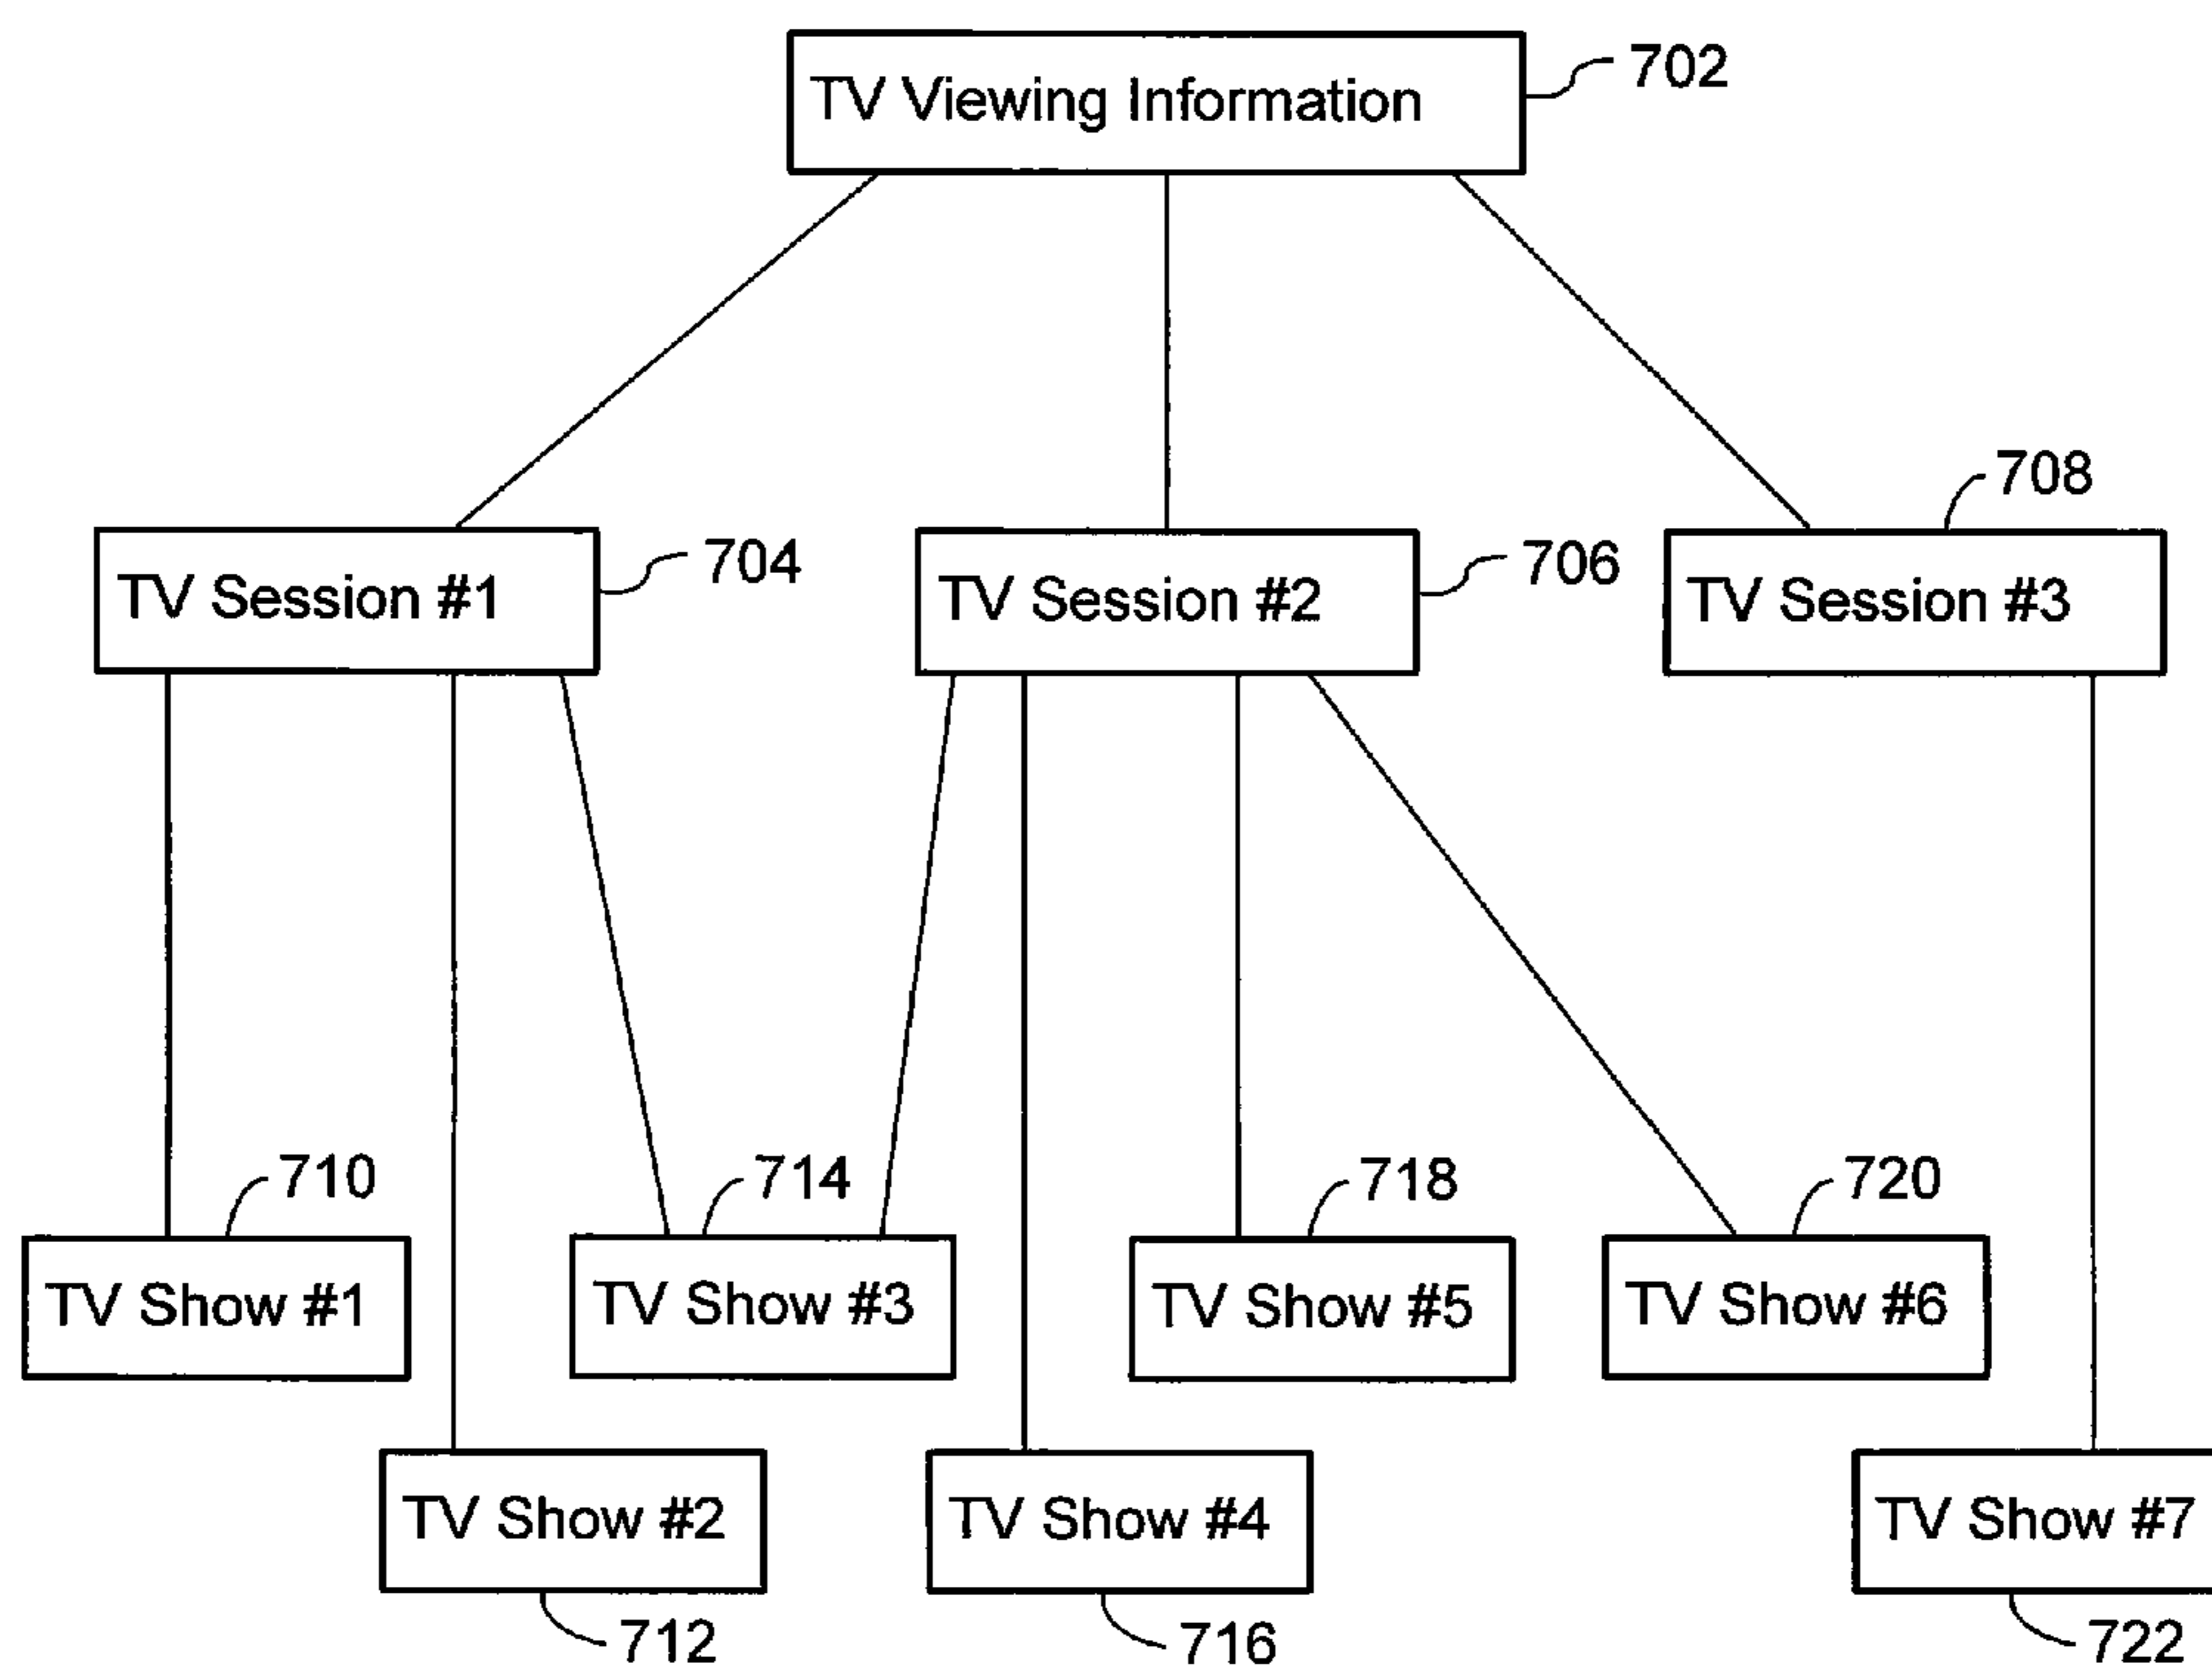 TV Viewing Information
702
708
704
706
TV Session #1
TV Session #2
TV Session #3
710
714
718
720
TV Show #1
TV Show #3
TV Show #5
TV Show #6
TV Show #2
TV Show #4
TV Show #7
712
716
722